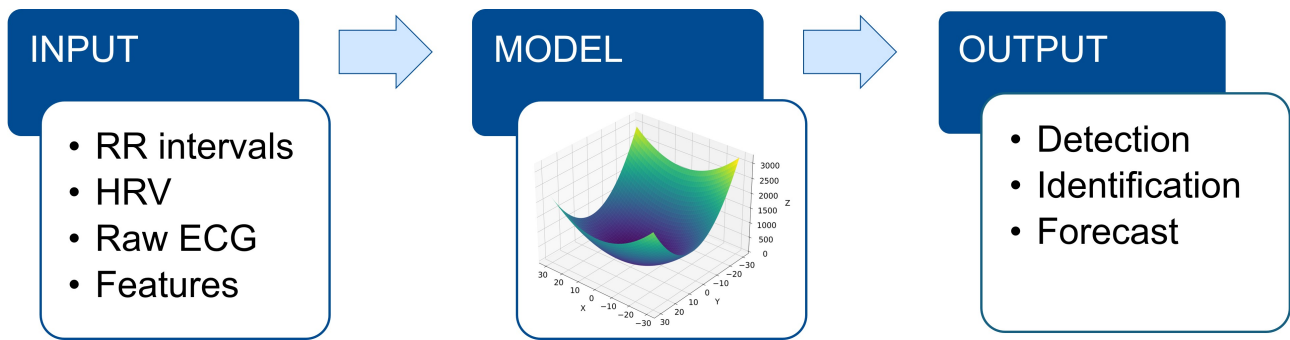 INPUT
• RR intervals
• HRV
• Raw ECG
• Features
MODEL
3000
2500
2000
1500
1000
500
0
Z
30
20
10
0
−10
−20
−30
X
−30
−20
−10
0
10
20
30
Y
OUTPUT
• Detection
• Identification
• Forecast